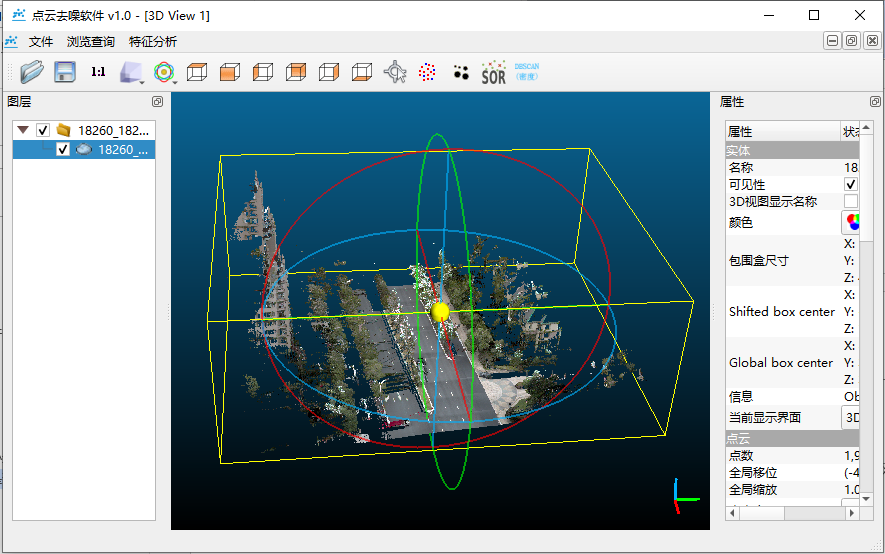 点云去噪软件 v1.0 - [3D View 1]
文件 浏览查询 特征分析
1:1
SOR
DBSCAN
(密度)
图层
18260_182...
18260_...
属性
属性 状态
实体
名称 18.
可见性
3D视图显示名称
颜色
包围盒尺寸 X:
Y:
Z:
Shifted box center X:
Y:
Z:
Global box center X:
Y:
Z:
信息 Ob
当前显示界面 3D
点云
点数 1,9
全局移位 (-4
全局缩放 1.0